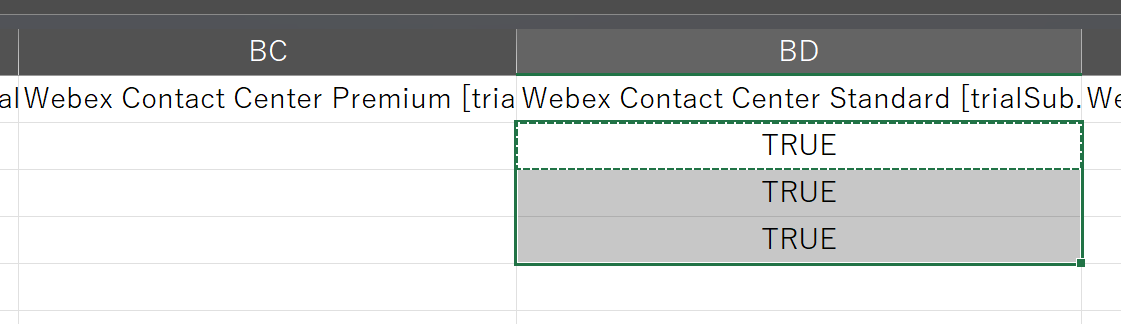 BC BD
Webex Contact Center Premium [tria Webex Contact Center Standard [trialSub.
TRUE
TRUE
TRUE